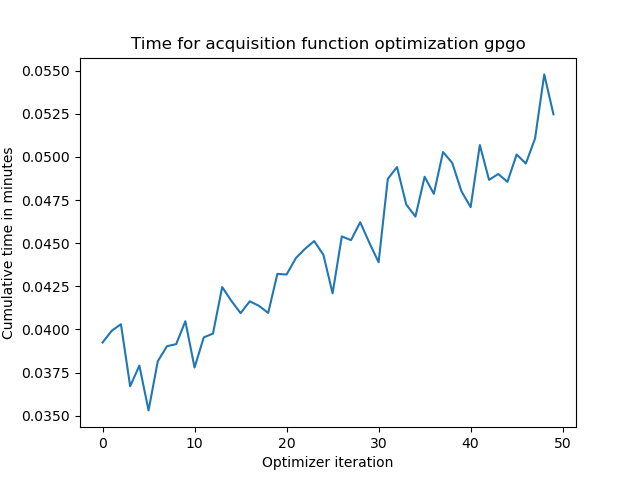 Time for acquisition function optimization gpgo
0.0550
0.0525
0.0500
0.0475
0.0450
0.0425
0.0400
0.0375
0.0350
Cumulative time in minutes
0 10 20 30 40 50
Optimizer iteration